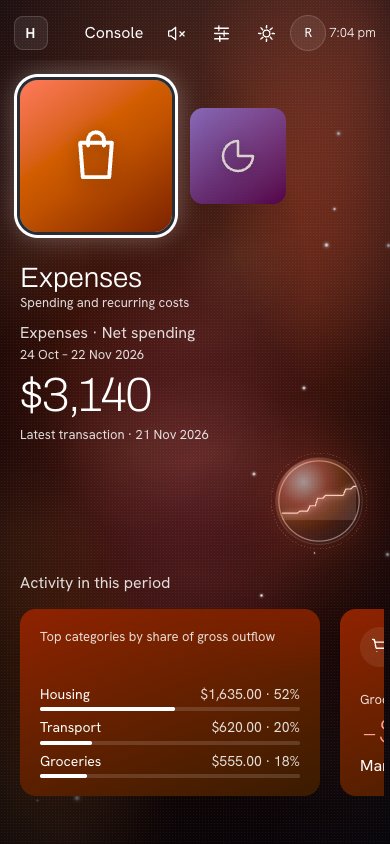 H Console R 7:04 pm
Expenses
Spending and recurring costs
Expenses · Net spending
24 Oct – 22 Nov 2026
$3,140
Latest transaction · 21 Nov 2026
Activity in this period
Top categories by share of gross outflow
Housing $1,635.00 · 52%
Transport $620.00 · 20%
Groceries $555.00 · 18%